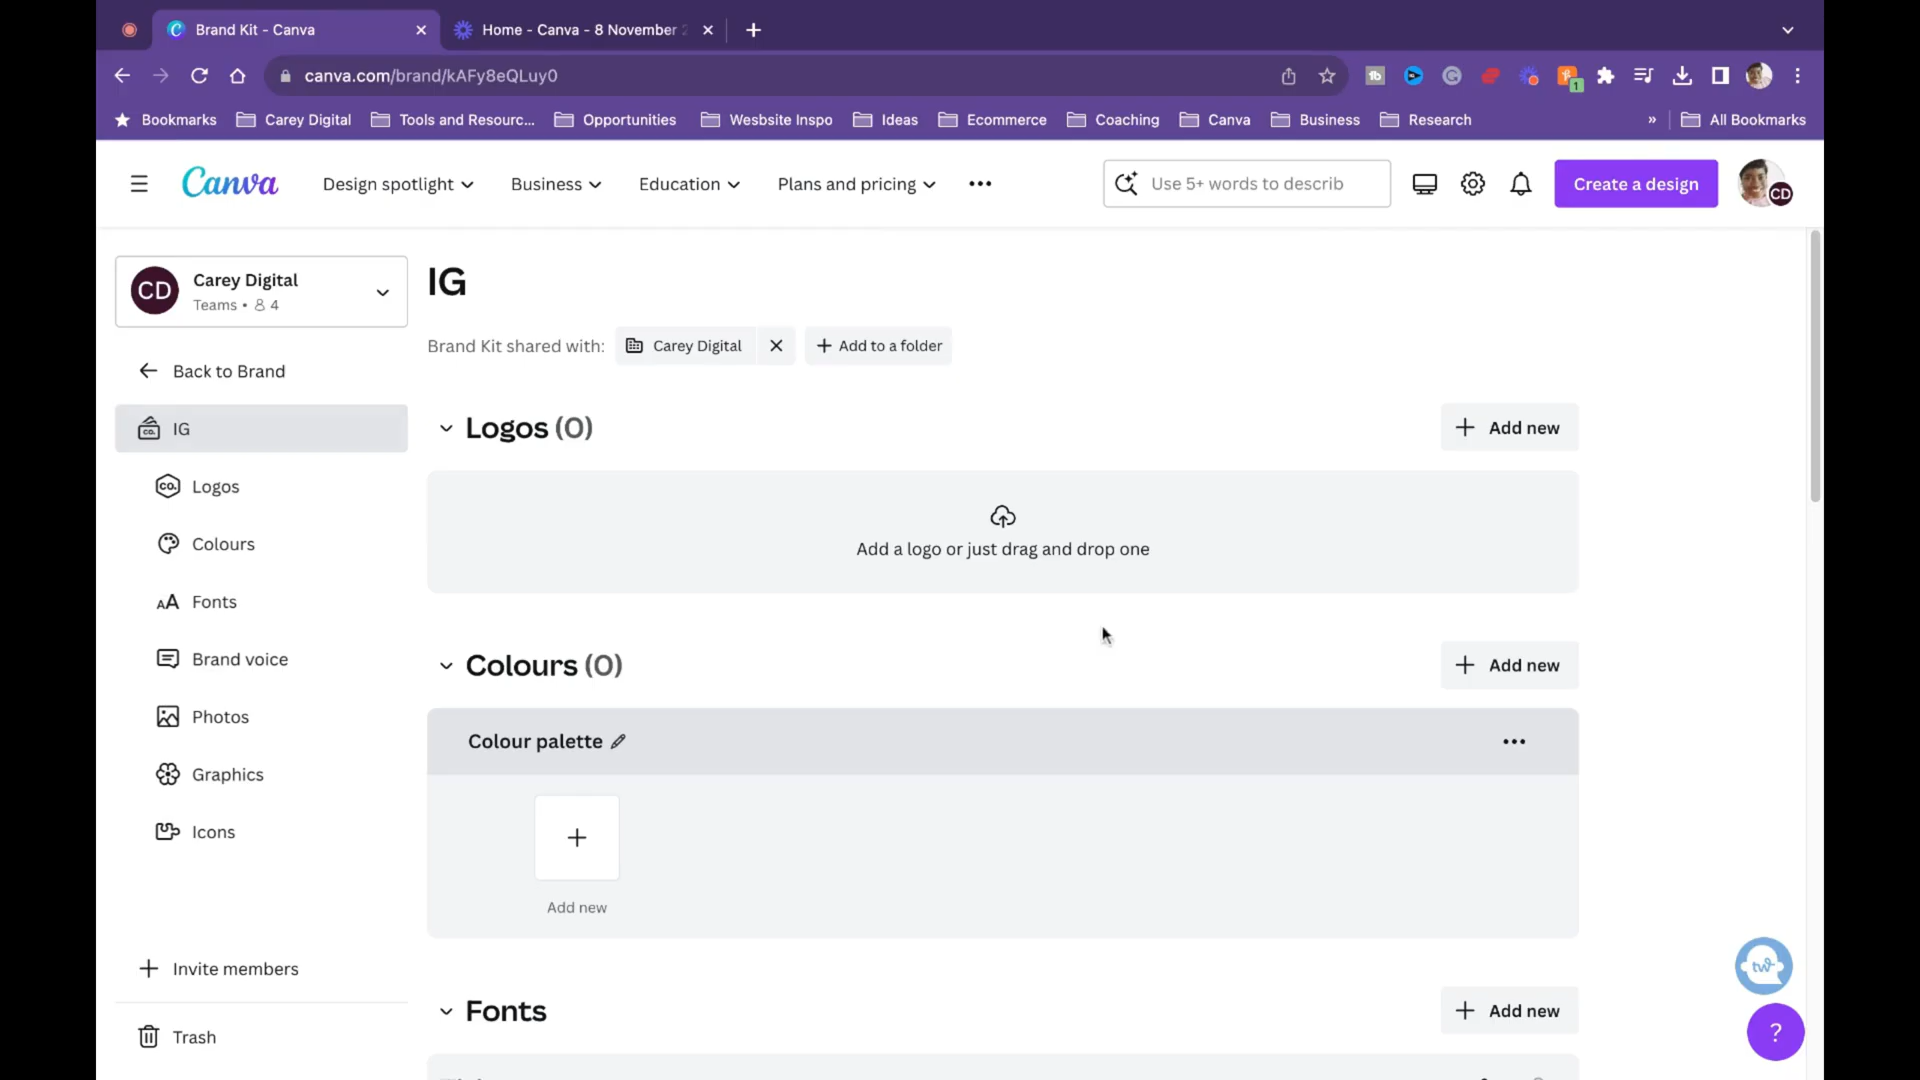 Brand Kit - Canva
Home - Canva - 8 November
canva.com/brand/kAFy8eQLuy0
1
Bookmarks
Carey Digital
Tools and Resourc...
Opportunities
Wesbsite Inspo
Ideas
Ecommerce
Coaching
Canva
Business
Research
»
All Bookmarks
Canva
Design spotlight
Business
Education
Plans and pricing
Use 5+ words to describ
Create a design
CD
CD
Carey Digital
Teams • 4
Back to Brand
IG
Logos
Colours
Fonts
Brand voice
Photos
Graphics
Icons
Invite members
Trash
IG
Brand Kit shared with:
Carey Digital
Add to a folder
Logos (0)
Add new
Add a logo or just drag and drop one
Colours (0)
Add new
Colour palette
Add new
Fonts
Add new
tw
?